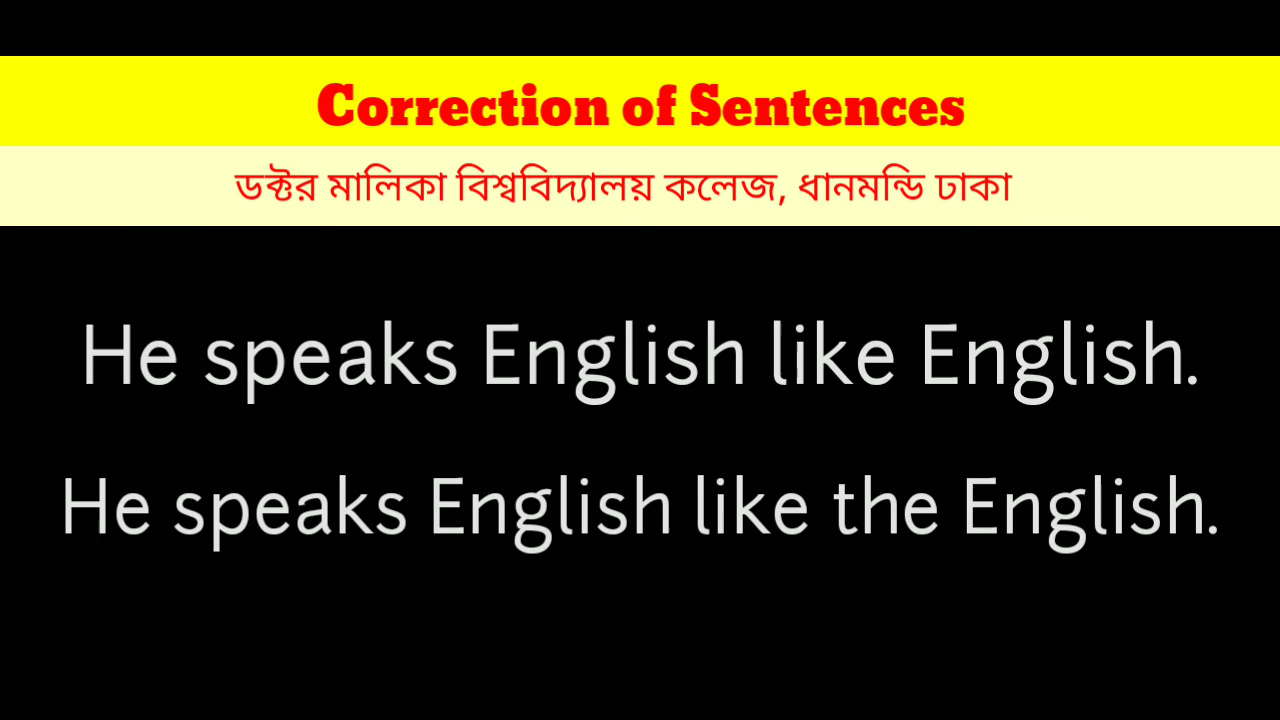 Correction of Sentences
ডক্টর মালিকা বিশ্ববিদ্যালয় কলেজ, ধানমন্ডি ঢাকা
He speaks English like English.
He speaks English like the English.